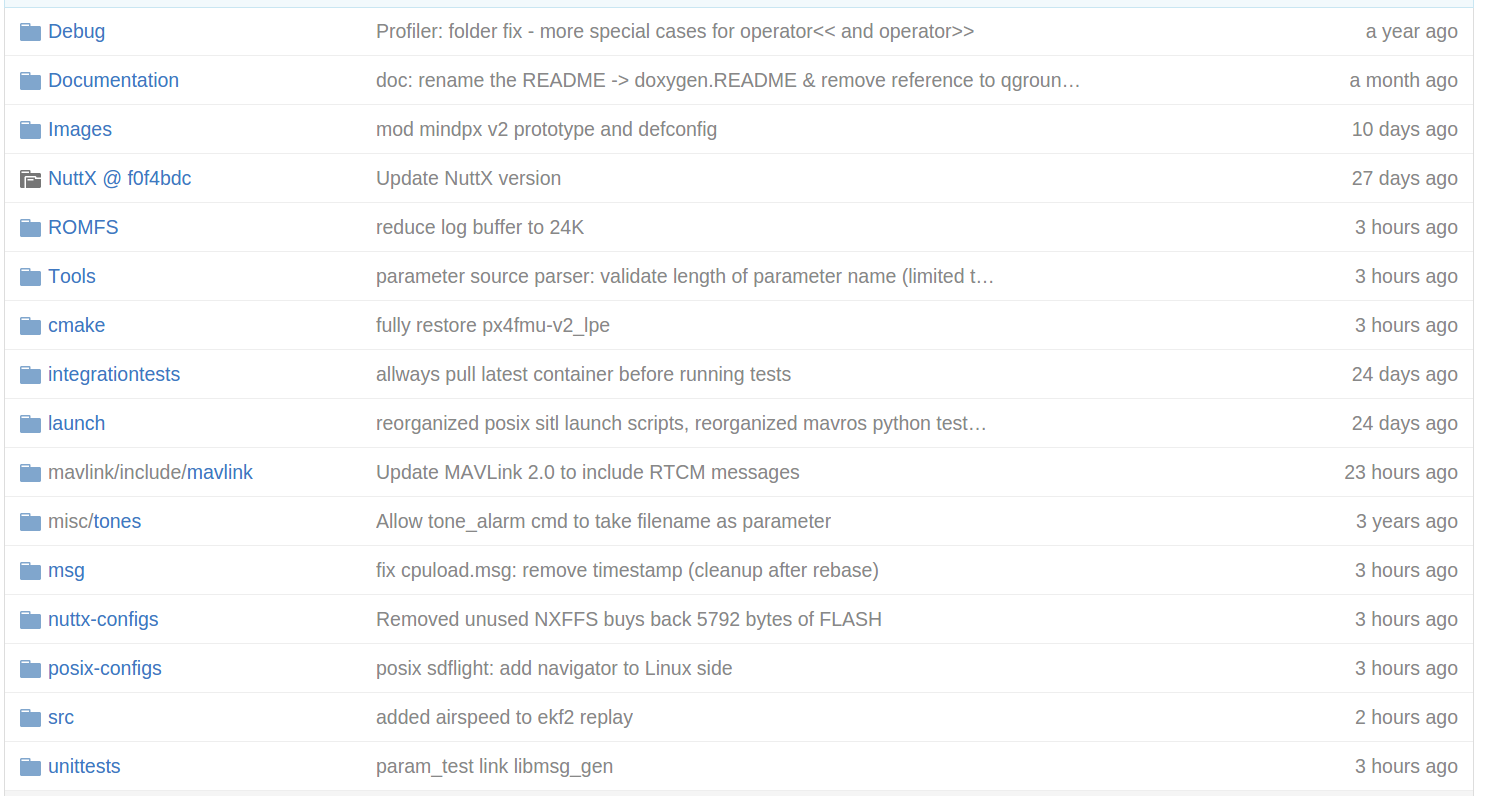 Debug Profiler: folder fix - more special cases for operator<< and operator>> a year ago
Documentation doc: rename the README -> doxygen.README & remove reference to qgroun… a month ago
Images mod mindpx v2 prototype and defconfig 10 days ago
NuttX @ f0f4bdc Update NuttX version 27 days ago
ROMFS reduce log buffer to 24K 3 hours ago
Tools parameter source parser: validate length of parameter name (limited t… 3 hours ago
cmake fully restore px4fmu-v2_lpe 3 hours ago
integrationtests allways pull latest container before running tests 24 days ago
launch reorganized posix sitl launch scripts, reorganized mavros python test… 24 days ago
mavlink/include/mavlink Update MAVLink 2.0 to include RTCM messages 23 hours ago
misc/tones Allow tone_alarm cmd to take filename as parameter 3 years ago
msg fix cpuload.msg: remove timestamp (cleanup after rebase) 3 hours ago
nuttx-configs Removed unused NXFFS buys back 5792 bytes of FLASH 3 hours ago
posix-configs posix sdflight: add navigator to Linux side 3 hours ago
src added airspeed to ekf2 replay 2 hours ago
unittests param_test link libmsg_gen 3 hours ago